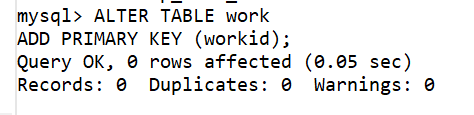 mysql> ALTER TABLE work
ADD PRIMARY KEY (workid);
Query OK, 0 rows affected (0.05 sec)
Records: 0  Duplicates: 0  Warnings: 0